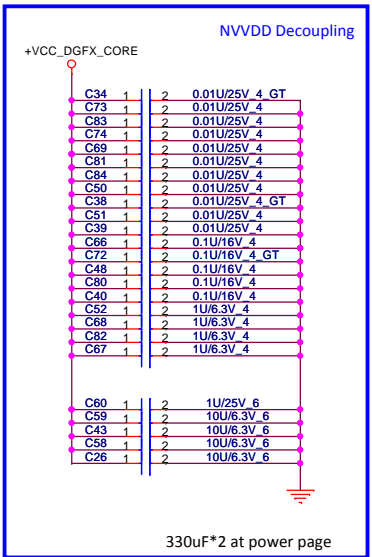 NVVDD Decoupling
+VCC_DGFX_CORE
C34 1 2 0.01U/25V_4_GT
C73 1 2 0.01U/25V_4
C83 1 2 0.01U/25V_4
C74 1 2 0.01U/25V_4
C69 1 2 0.01U/25V_4
C81 1 2 0.01U/25V_4
C84 1 2 0.01U/25V_4
C50 1 2 0.01U/25V_4
C38 1 2 0.01U/25V_4_GT
C51 1 2 0.01U/25V_4
C39 1 2 0.01U/25V_4
C66 1 2 0.1U/16V_4
C72 1 2 0.1U/16V_4_GT
C48 1 2 0.1U/16V_4
C80 1 2 0.1U/16V_4
C40 1 2 0.1U/16V_4
C52 1 2 1U/6.3V_4
C68 1 2 1U/6.3V_4
C82 1 2 1U/6.3V_4
C67 1 2 1U/6.3V_4
C60 1 2 1U/25V_6
C59 1 2 10U/6.3V_6
C43 1 2 10U/6.3V_6
C58 1 2 10U/6.3V_6
C26 1 2 10U/6.3V_6
330uF*2 at power page